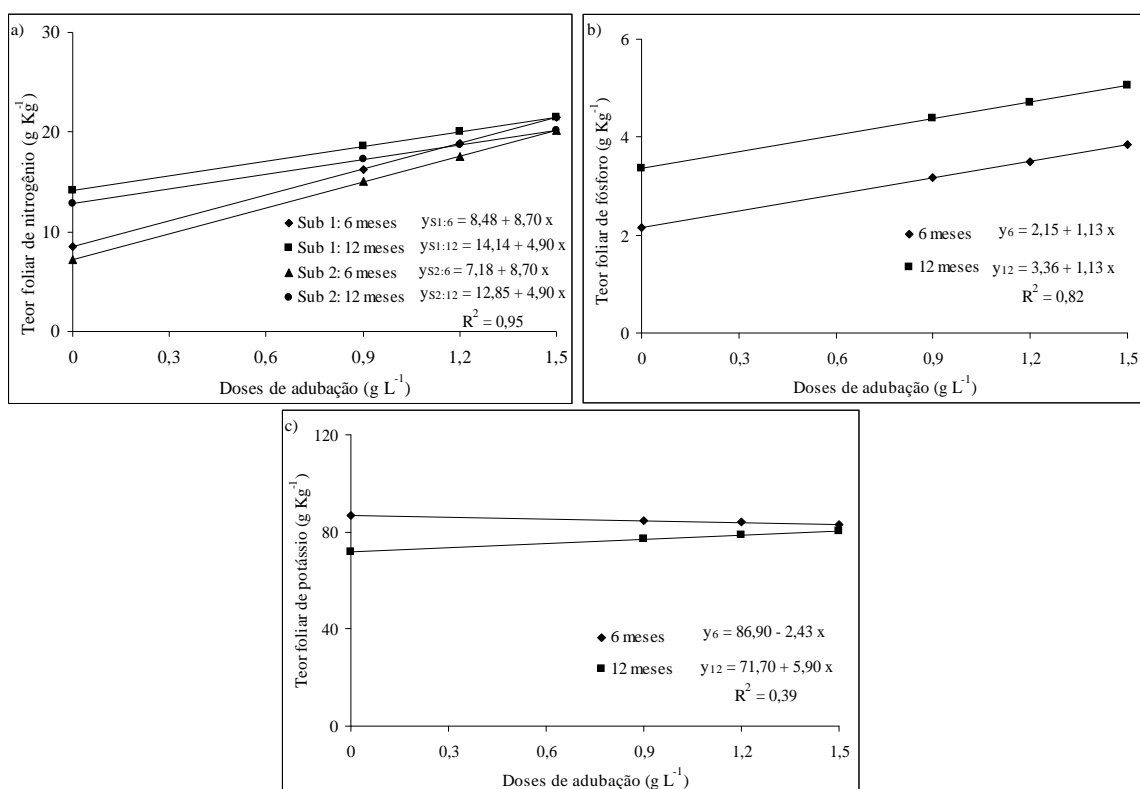 a)
30
20
10
0
Teor foliar de nitrogênio (g Kg⁻¹)
Sub 1: 6 meses y_S1:6 = 8,48 + 8,70 x
Sub 1: 12 meses y_S1:12 = 14,14 + 4,90 x
Sub 2: 6 meses y_S2:6 = 7,18 + 8,70 x
Sub 2: 12 meses y_S2:12 = 12,85 + 4,90 x
R² = 0,95
0 0,3 0,6 0,9 1,2 1,5
Doses de adubação (g L⁻¹)
b)
6
4
2
0
Teor foliar de fósforo (g Kg⁻¹)
6 meses y₆ = 2,15 + 1,13 x
12 meses y₁₂ = 3,36 + 1,13 x
R² = 0,82
0 0,3 0,6 0,9 1,2 1,5
Doses de adubação (g L⁻¹)
c)
120
80
40
0
Teor foliar de potássio (g Kg⁻¹)
6 meses y₆ = 86,90 - 2,43 x
12 meses y₁₂ = 71,70 + 5,90 x
R² = 0,39
0 0,3 0,6 0,9 1,2 1,5
Doses de adubação (g L⁻¹)